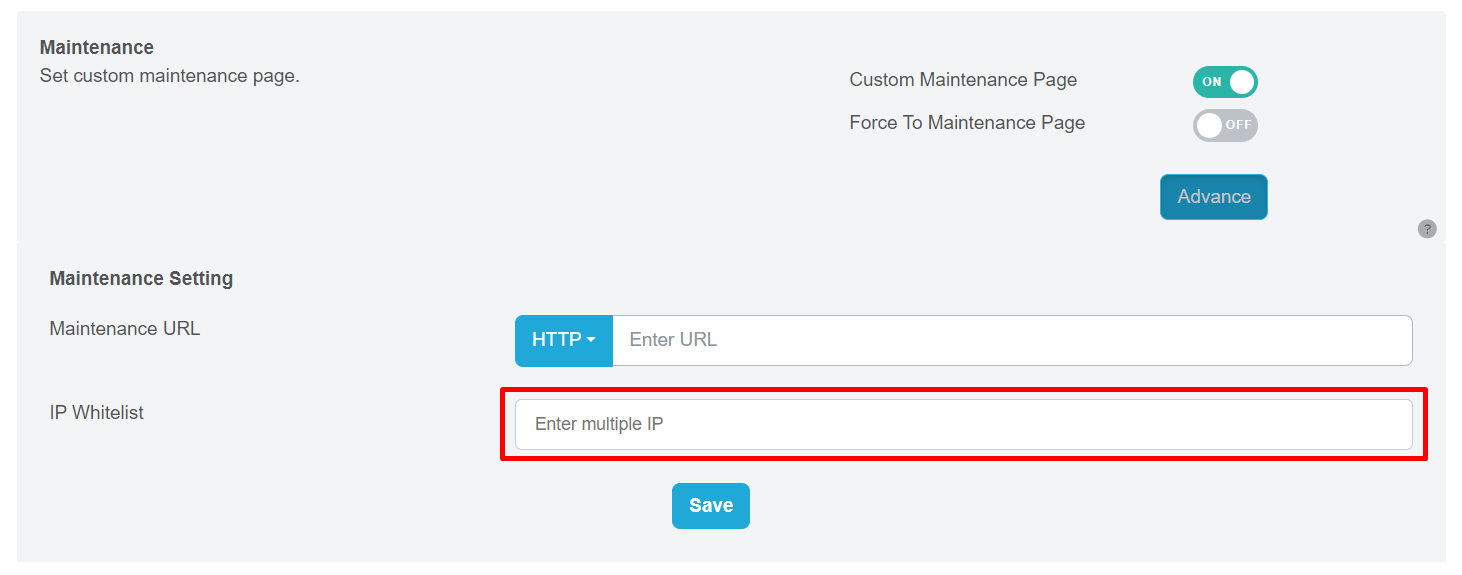 Maintenance
Set custom maintenance page.
Custom Maintenance Page
ON
Force To Maintenance Page
OFF
Advance
?
Maintenance Setting
Maintenance URL
HTTP
Enter URL
IP Whitelist
Enter multiple IP
Save